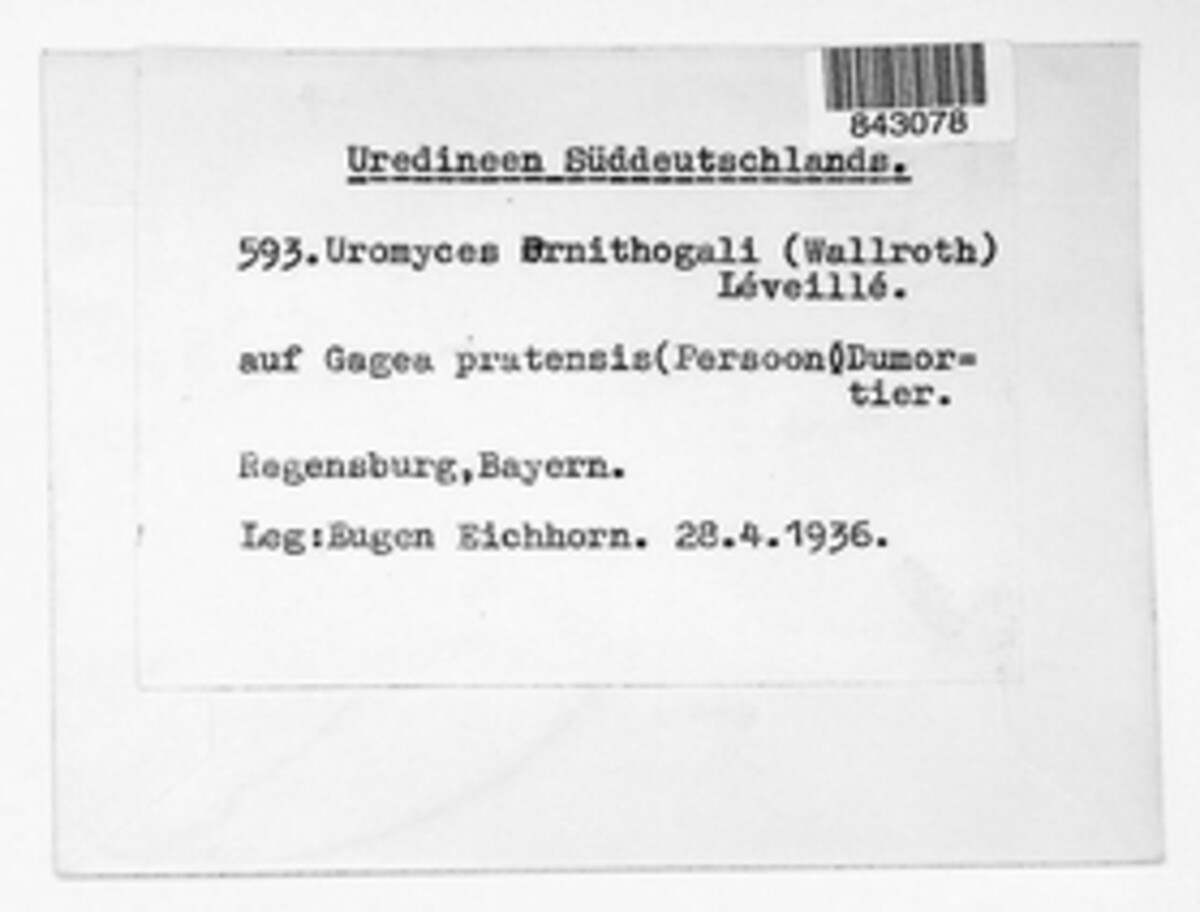 843078
Uredineen Süddeutschlands.
593.Uromyces Ornithogali (Wallroth)
Léveillé.
auf Gagea pratensis(Persoon)Dumor=
tier.
Regensburg,Bayern.
Leg:Eugen Eichhorn. 28.4.1936.